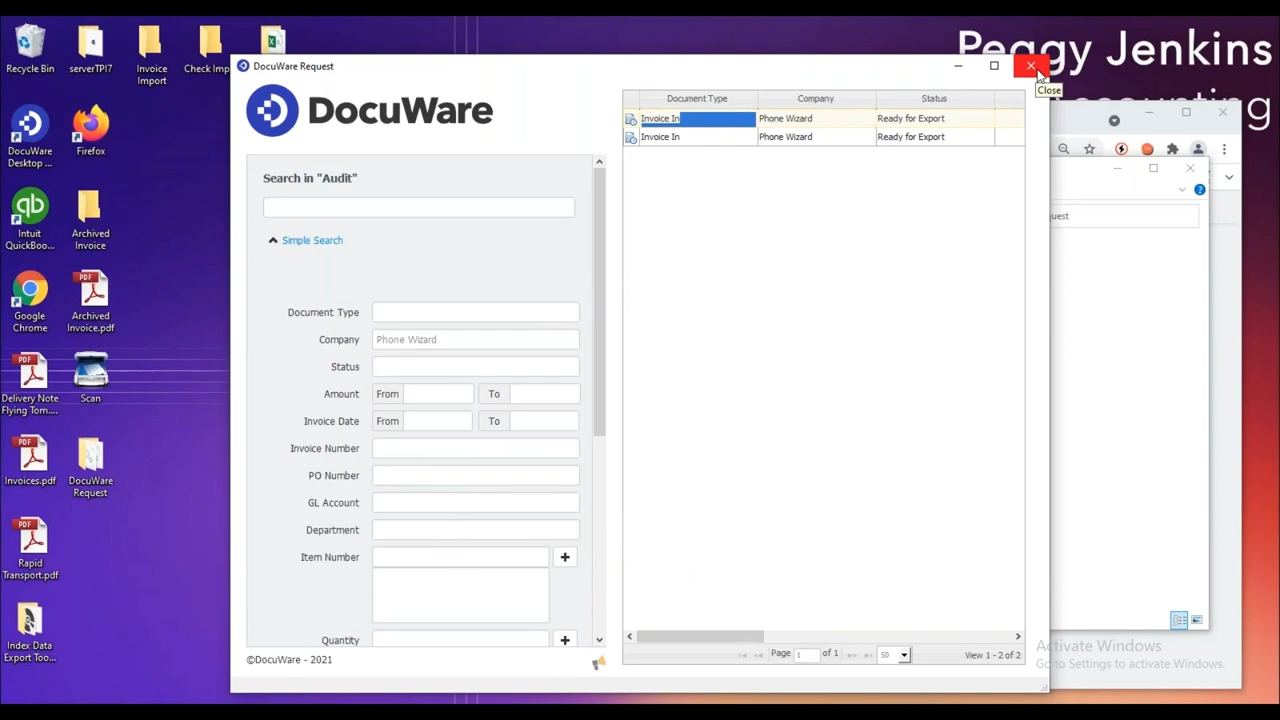 Peggy Jenkins
Accounting
Recycle Bin
serverTPI7
Invoice
Import
Check Imp
DocuWare
Desktop ...
Firefox
Intuit
QuickBoo...
Archived
Invoice
Google
Chrome
Archived
Invoice.pdf
Delivery Note
Flying Tom....
Scan
Invoices.pdf
DocuWare
Request
Rapid
Transport.pdf
Index Data
Export Too...
DocuWare Request
Close
DocuWare
Search in "Audit"
Simple Search
Document Type
Company Phone Wizard
Status
Amount From To
Invoice Date From To
Invoice Number
PO Number
GL Account
Department
Item Number
Quantity
©DocuWare - 2021
Document Type Company Status
Invoice In Phone Wizard Ready for Export
Invoice In Phone Wizard Ready for Export
Page 1 of 1 50 View 1 - 2 of 2
quest
Activate Windows
Go to Settings to activate Windows.